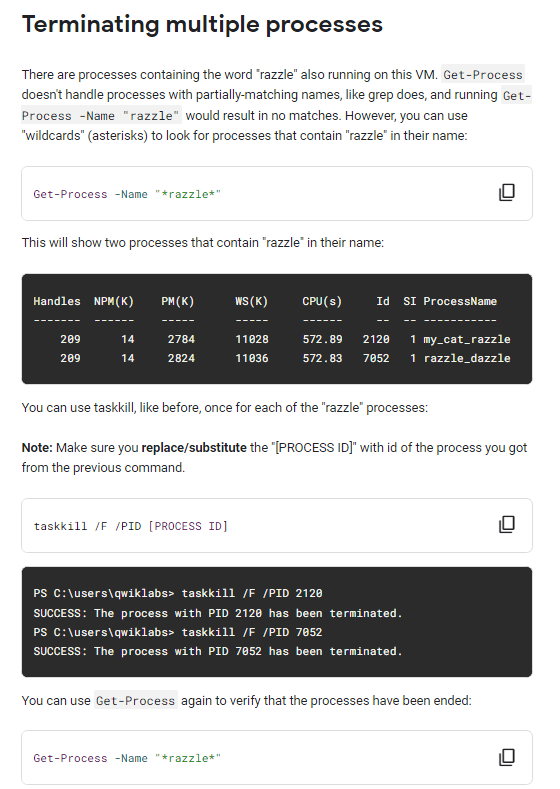 Terminating multiple processes
There are processes containing the word "razzle" also running on this VM. Get-Process
doesn't handle processes with partially-matching names, like grep does, and running Get-
Process -Name "razzle" would result in no matches. However, you can use
"wildcards" (asterisks) to look for processes that contain "razzle" in their name:
Get-Process -Name "*razzle*"
This will show two processes that contain "razzle" in their name:
Handles  NPM(K)    PM(K)      WS(K)     CPU(s)     Id  SI ProcessName
-------  ------    -----      -----     ------     --  -- -----------
    209      14     2784      11028     572.89   2120   1 my_cat_razzle
    209      14     2824      11036     572.83   7052   1 razzle_dazzle
You can use taskkill, like before, once for each of the "razzle" processes:
Note: Make sure you replace/substitute the "[PROCESS ID]" with id of the process you got
from the previous command.
taskkill /F /PID [PROCESS ID]
PS C:\users\qwiklabs> taskkill /F /PID 2120
SUCCESS: The process with PID 2120 has been terminated.
PS C:\users\qwiklabs> taskkill /F /PID 7052
SUCCESS: The process with PID 7052 has been terminated.
You can use Get-Process again to verify that the processes have been ended:
Get-Process -Name "*razzle*"